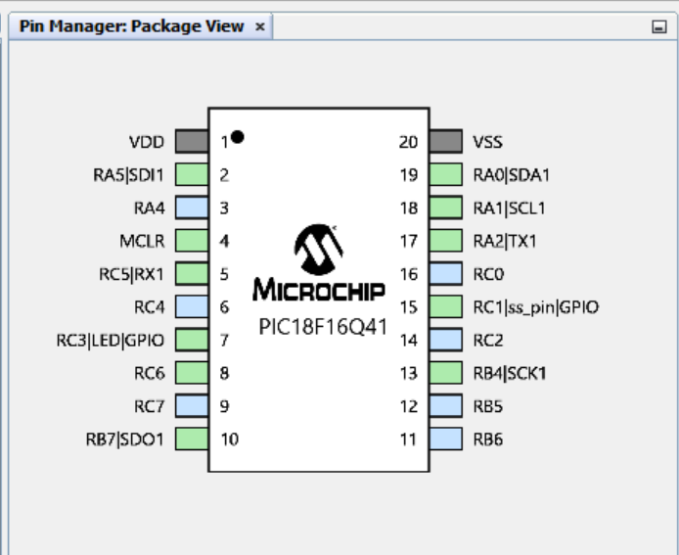 Pin Manager: Package View ×
VDD 1 20 VSS
RA5|SDI1 2 19 RA0|SDA1
RA4 3 18 RA1|SCL1
MCLR 4 17 RA2|TX1
RC5|RX1 5 16 RC0
RC4 6 15 RC1|ss_pin|GPIO
MICROCHIP
PIC18F16Q41
RC3|LED|GPIO 7 14 RC2
RC6 8 13 RB4|SCK1
RC7 9 12 RB5
RB7|SDO1 10 11 RB6